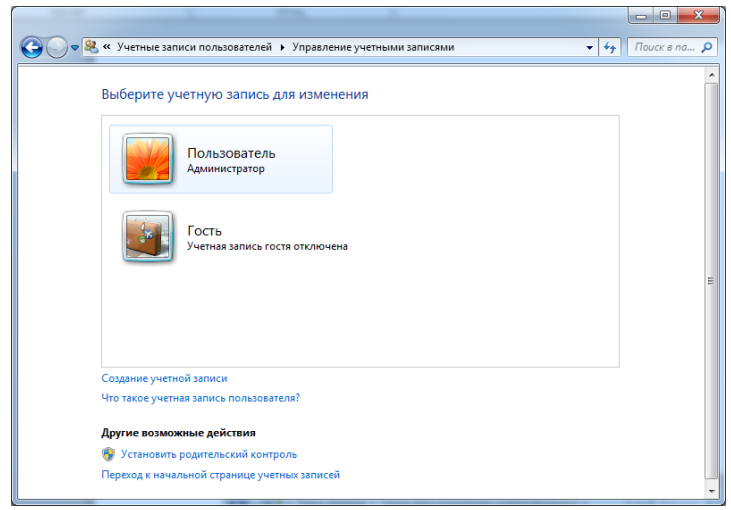 « Учетные записи пользователей ▸ Управление учетными записями
Поиск в па...
Выберите учетную запись для изменения
Пользователь
Администратор
Гость
Учетная запись гостя отключена
Создание учетной записи
Что такое учетная запись пользователя?
Другие возможные действия
Установить родительский контроль
Переход к начальной странице учетных записей